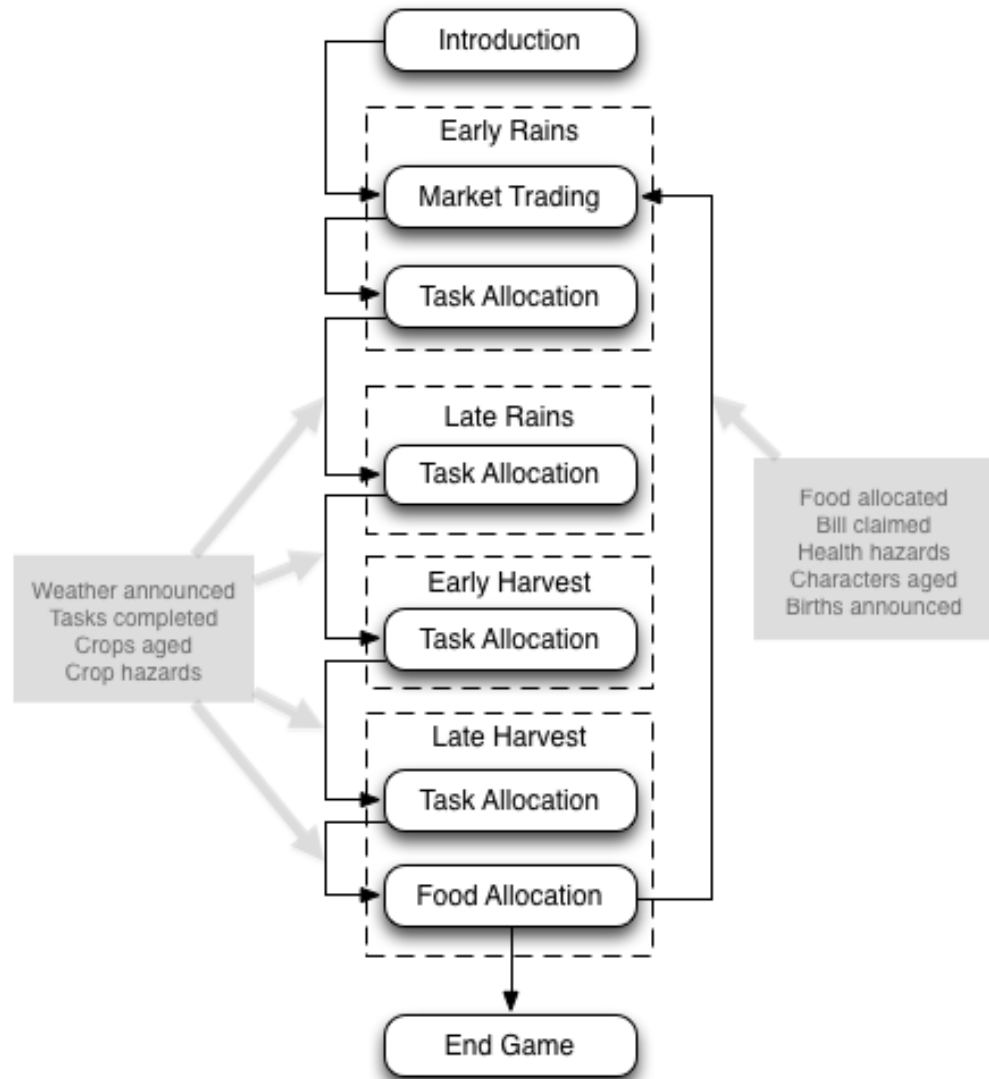 Introduction
Early Rains
Market Trading
Task Allocation
Late Rains
Task Allocation
Early Harvest
Task Allocation
Late Harvest
Task Allocation
Food Allocation
End Game
Weather announced
Tasks completed
Crops aged
Crop hazards
Food allocated
Bill claimed
Health hazards
Characters aged
Births announced